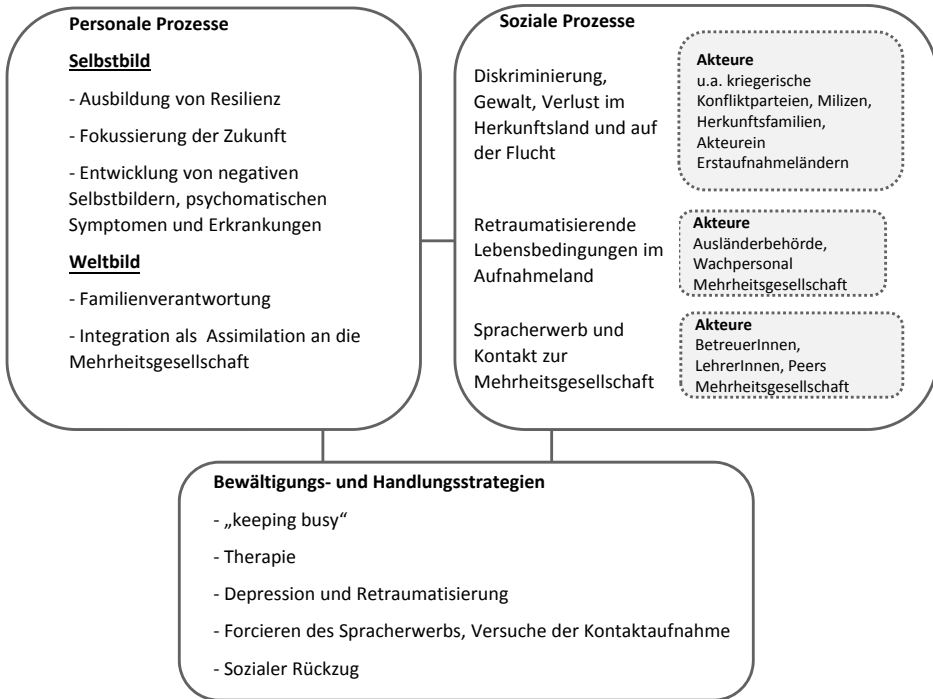 Personale Prozesse
Selbstbild
- Ausbildung von Resilienz
- Fokussierung der Zukunft
- Entwicklung von negativen
Selbstbildern, psychomatischen
Symptomen und Erkrankungen
Weltbild
- Familienverantwortung
- Integration als Assimilation an die
Mehrheitsgesellschaft
Soziale Prozesse
Diskriminierung,
Gewalt, Verlust im
Herkunftsland und auf
der Flucht
Akteure
u.a. kriegerische
Konfliktparteien, Milizen,
Herkunftsfamilien,
Akteurein
Erstaufnahmeländern
Retraumatisierende
Lebensbedingungen im
Aufnahmeland
Akteure
Ausländerbehörde,
Wachpersonal
Mehrheitsgesellschaft
Spracherwerb und
Kontakt zur
Mehrheitsgesellschaft
Akteure
BetreuerInnen,
LehrerInnen, Peers
Mehrheitsgesellschaft
Bewältigungs- und Handlungsstrategien
- „keeping busy“
- Therapie
- Depression und Retraumatisierung
- Forcieren des Spracherwerbs, Versuche der Kontaktaufnahme
- Sozialer Rückzug